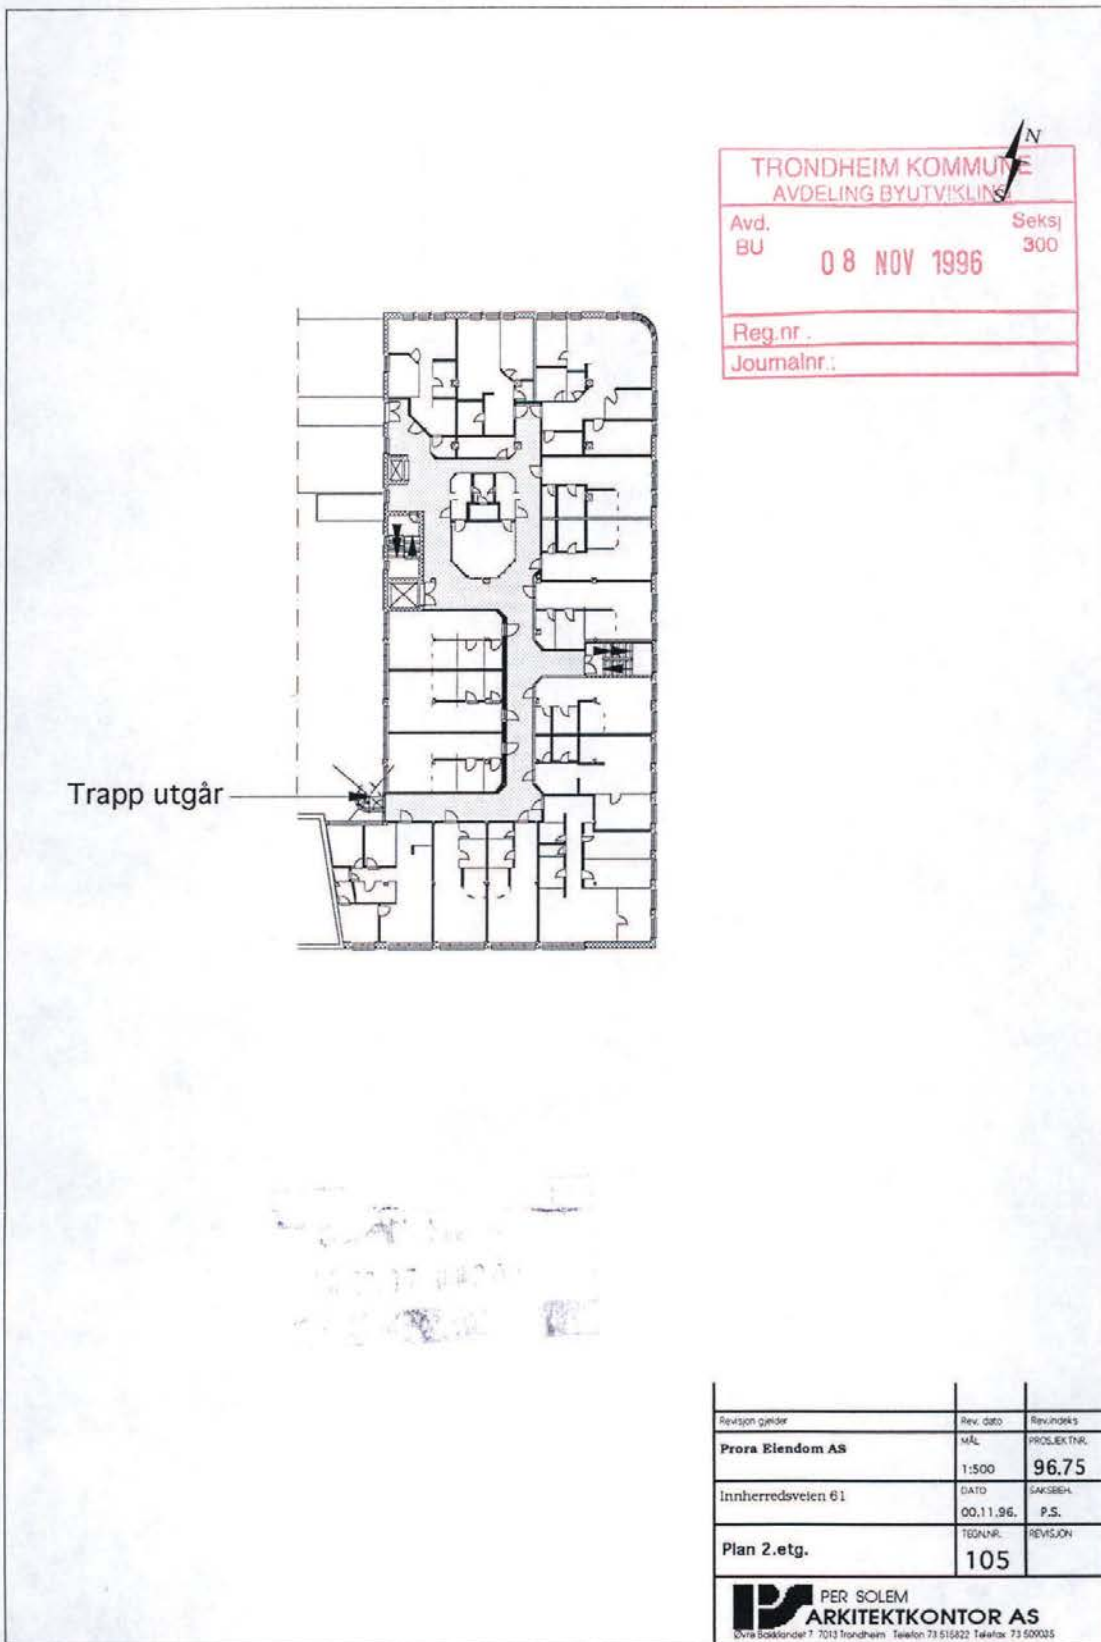 N
S
TRONDHEIM KOMMUNE
AVDELING BYUTVIKLING
Avd.
BU
Seksj
300
08 NOV 1996
Reg.nr.
Journalnr.:
Trapp utgår
Revisjon gjelder
Rev. dato
Rev.indeks
Prora Eiendom AS
MÅL
1:500
PROSJEKTNR.
96.75
Innherredsveien 61
DATO
00.11.96.
SAKSBEH.
P.S.
Plan 2.etg.
TEGN.NR.
105
REVISJON
PS
PER SOLEM
ARKITEKTKONTOR AS
Øvre Bakklandet 7 7013 Trondheim Telefon 73 515822 Telefax 73 509035